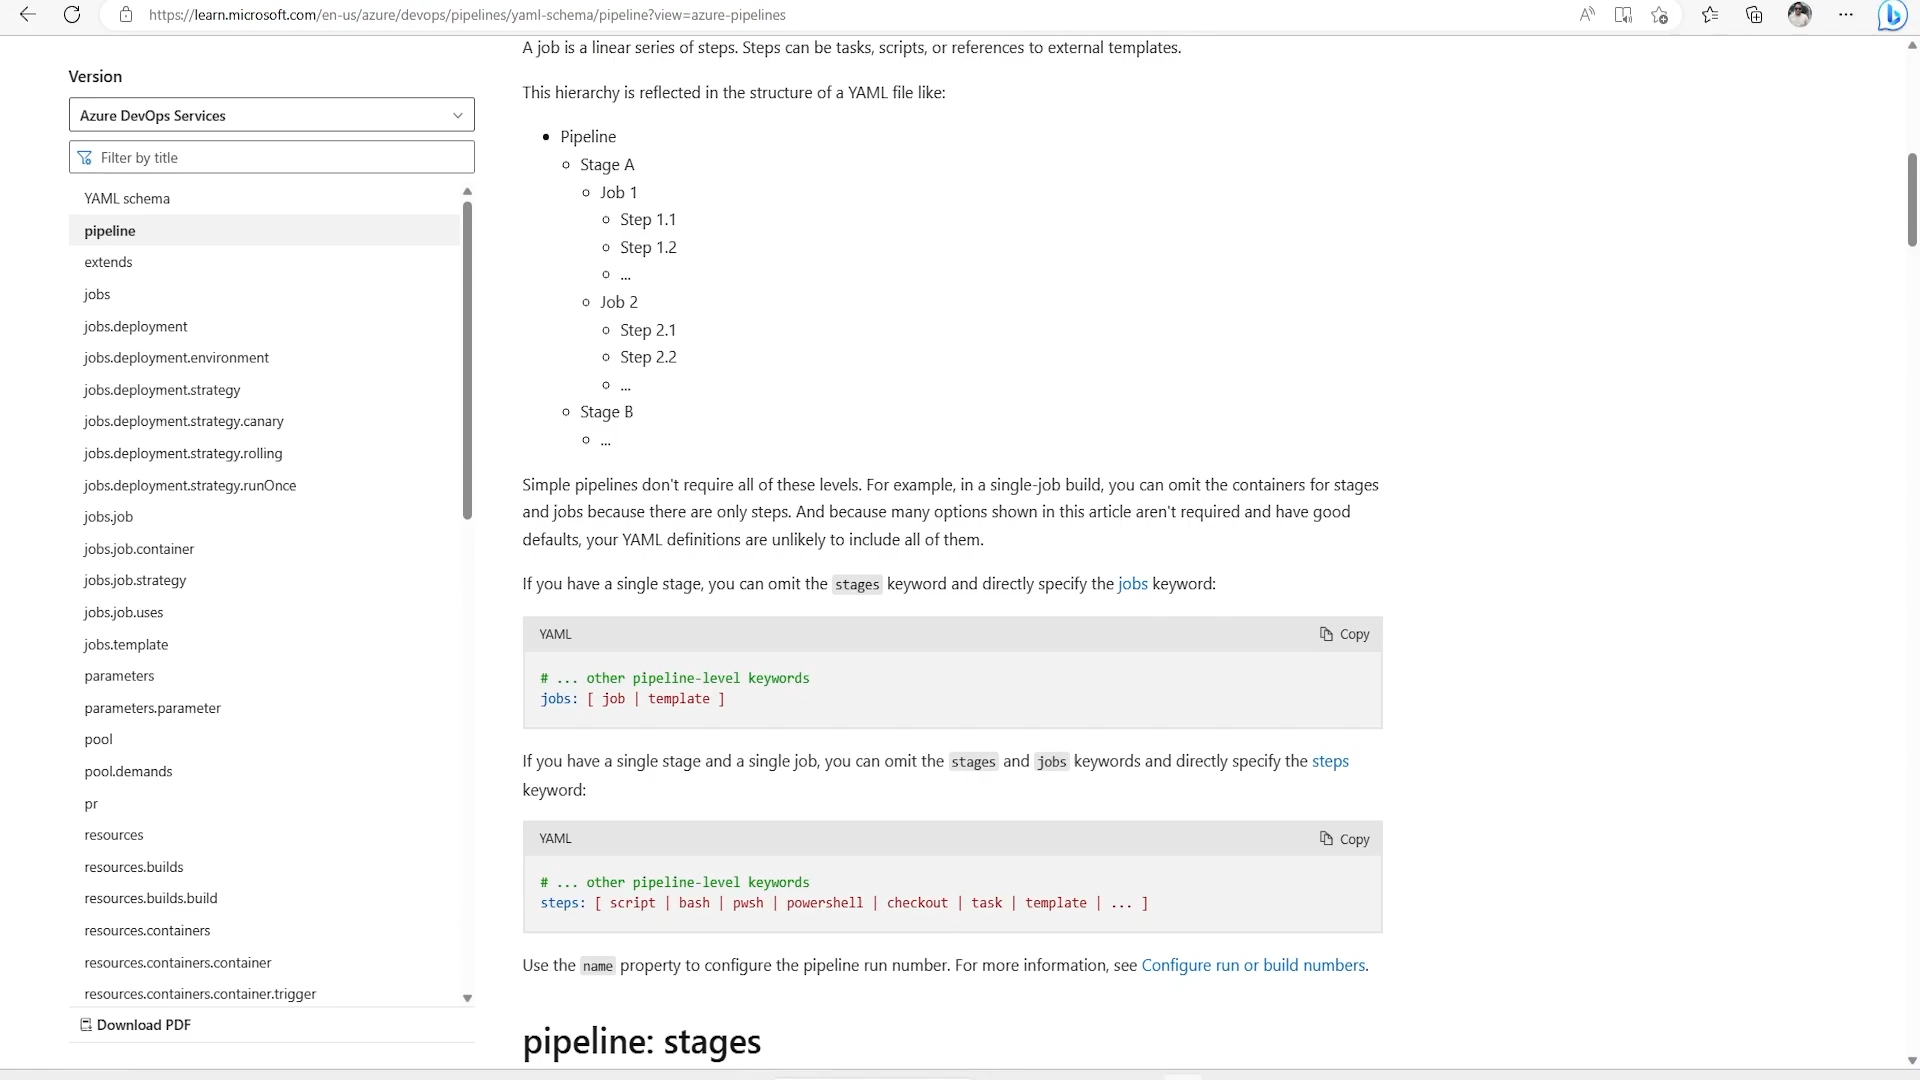 https://learn.microsoft.com/en-us/azure/devops/pipelines/yaml-schema/pipeline?view=azure-pipelines
Version
Azure DevOps Services
Filter by title
YAML schema
pipeline
extends
jobs
jobs.deployment
jobs.deployment.environment
jobs.deployment.strategy
jobs.deployment.strategy.canary
jobs.deployment.strategy.rolling
jobs.deployment.strategy.runOnce
jobs.job
jobs.job.container
jobs.job.strategy
jobs.job.uses
jobs.template
parameters
parameters.parameter
pool
pool.demands
pr
resources
resources.builds
resources.builds.build
resources.containers
resources.containers.container
resources.containers.container.trigger
Download PDF
A job is a linear series of steps. Steps can be tasks, scripts, or references to external templates.
This hierarchy is reflected in the structure of a YAML file like:
• Pipeline
○ Stage A
○ Job 1
○ Step 1.1
○ Step 1.2
○ ...
○ Job 2
○ Step 2.1
○ Step 2.2
○ ...
○ Stage B
○ ...
Simple pipelines don't require all of these levels. For example, in a single-job build, you can omit the containers for stages
and jobs because there are only steps. And because many options shown in this article aren't required and have good
defaults, your YAML definitions are unlikely to include all of them.
If you have a single stage, you can omit the stages keyword and directly specify the jobs keyword:
YAML Copy
# ... other pipeline-level keywords
jobs: [ job | template ]
If you have a single stage and a single job, you can omit the stages and jobs keywords and directly specify the steps
keyword:
YAML Copy
# ... other pipeline-level keywords
steps: [ script | bash | pwsh | powershell | checkout | task | template | ... ]
Use the name property to configure the pipeline run number. For more information, see Configure run or build numbers.
pipeline: stages